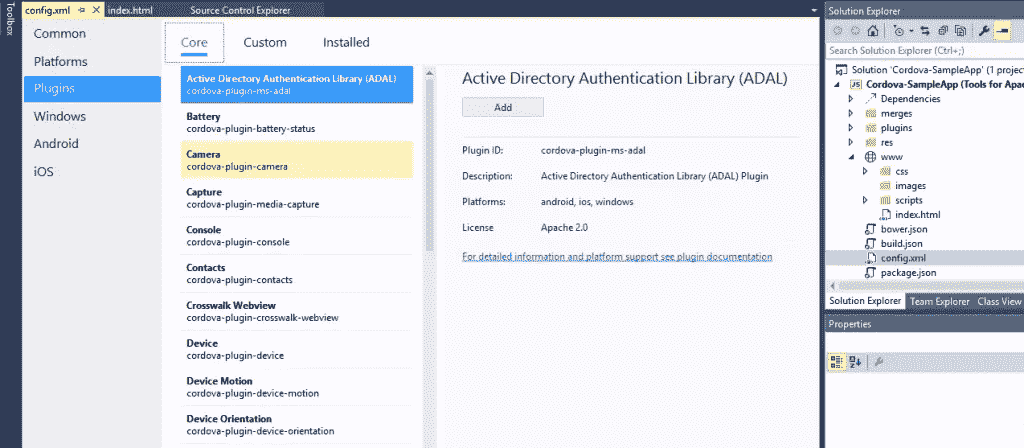 Toolbox
config.xml
index.html
Source Control Explorer
Common
Platforms
Plugins
Windows
Android
iOS
Core
Custom
Installed
Active Directory Authentication Library (ADAL)
cordova-plugin-ms-adal
Battery
cordova-plugin-battery-status
Camera
cordova-plugin-camera
Capture
cordova-plugin-media-capture
Console
cordova-plugin-console
Contacts
cordova-plugin-contacts
Crosswalk Webview
cordova-plugin-crosswalk-webview
Device
cordova-plugin-device
Device Motion
cordova-plugin-device-motion
Device Orientation
cordova-plugin-device-orientation
Active Directory Authentication Library (ADAL)
Add
Plugin ID: cordova-plugin-ms-adal
Description: Active Directory Authentication Library (ADAL) Plugin
Platforms: android, ios, windows
License Apache 2.0
For detailed information and platform support see plugin documentation
Solution Explorer
Search Solution Explorer (Ctrl+;)
Solution 'Cordova-SampleApp' (1 projec
Cordova-SampleApp (Tools for Apac
Dependencies
merges
plugins
res
www
css
images
scripts
index.html
bower.json
build.json
config.xml
package.json
Solution Explorer Team Explorer Class View
Properties